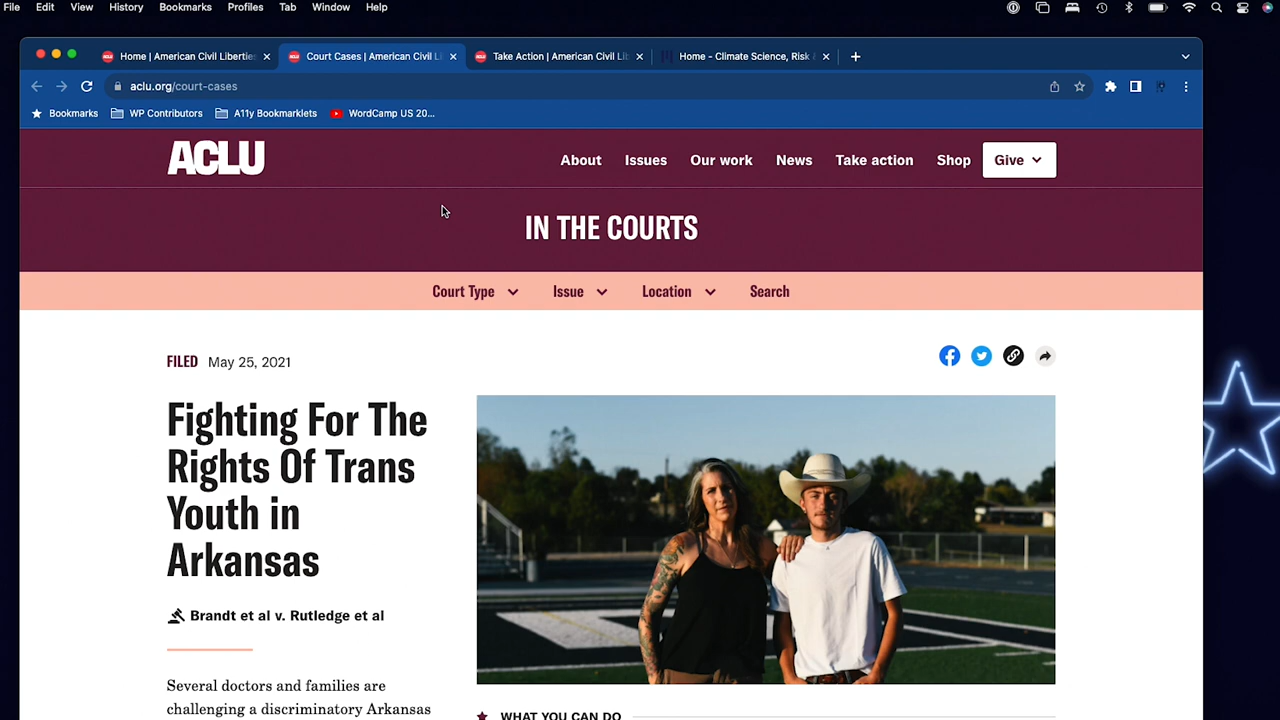 File Edit View History Bookmarks Profiles Tab Window Help
Home | American Civil Liberties
Court Cases | American Civil Li
Take Action | American Civil Lib
Home - Climate Science, Risk &
aclu.org/court-cases
Bookmarks WP Contributors A11y Bookmarklets WordCamp US 20...
ACLU
About Issues Our work News Take action Shop Give
IN THE COURTS
Court Type Issue Location Search
FILED May 25, 2021
Fighting For The
Rights Of Trans
Youth in
Arkansas
Brandt et al v. Rutledge et al
Several doctors and families are
challenging a discriminatory Arkansas
WHAT YOU CAN DO